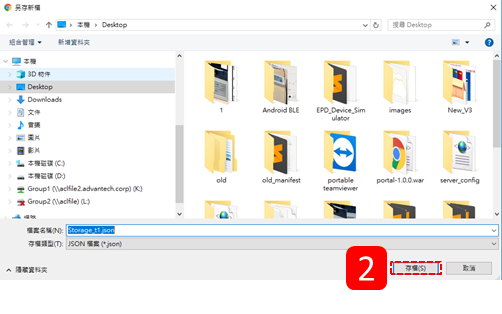 另存新檔
本機 › Desktop
搜尋 Desktop
組合管理 新增資料夾
本機
3D 物件
Desktop
Downloads
文件
音樂
圖片
影片
本機磁碟 (C:)
本機磁碟 (D:)
Group1 (\\aclfile2.advantech.corp) (K:)
Group2 (\\aclfile) (L:)
1
Android BLE
EPD_Device_Simulator
images
New_V3
old
old_manifest
portable teamviewer
portal-1.0.0.war
server_config
檔案名稱(N): Storage_t1.json
存檔類型(T): JSON 檔案 (*.json)
隱藏資料夾
2
存檔(S)
取消